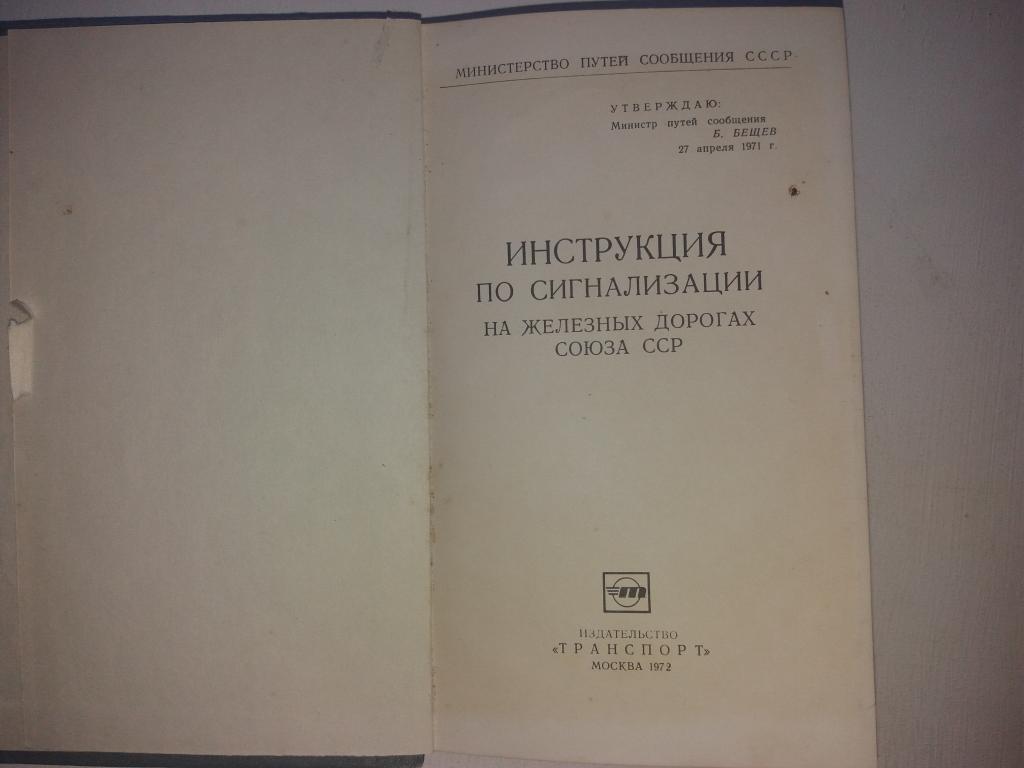 МИНИСТЕРСТВО ПУТЕЙ СООБЩЕНИЯ СССР
УТВЕРЖДАЮ:
Министр путей сообщения
Б. БЕЩЕВ
27 апреля 1971 г.
ИНСТРУКЦИЯ
ПО СИГНАЛИЗАЦИИ
НА ЖЕЛЕЗНЫХ ДОРОГАХ
СОЮЗА ССР
т
ИЗДАТЕЛЬСТВО
«ТРАНСПОРТ»
МОСКВА 1972